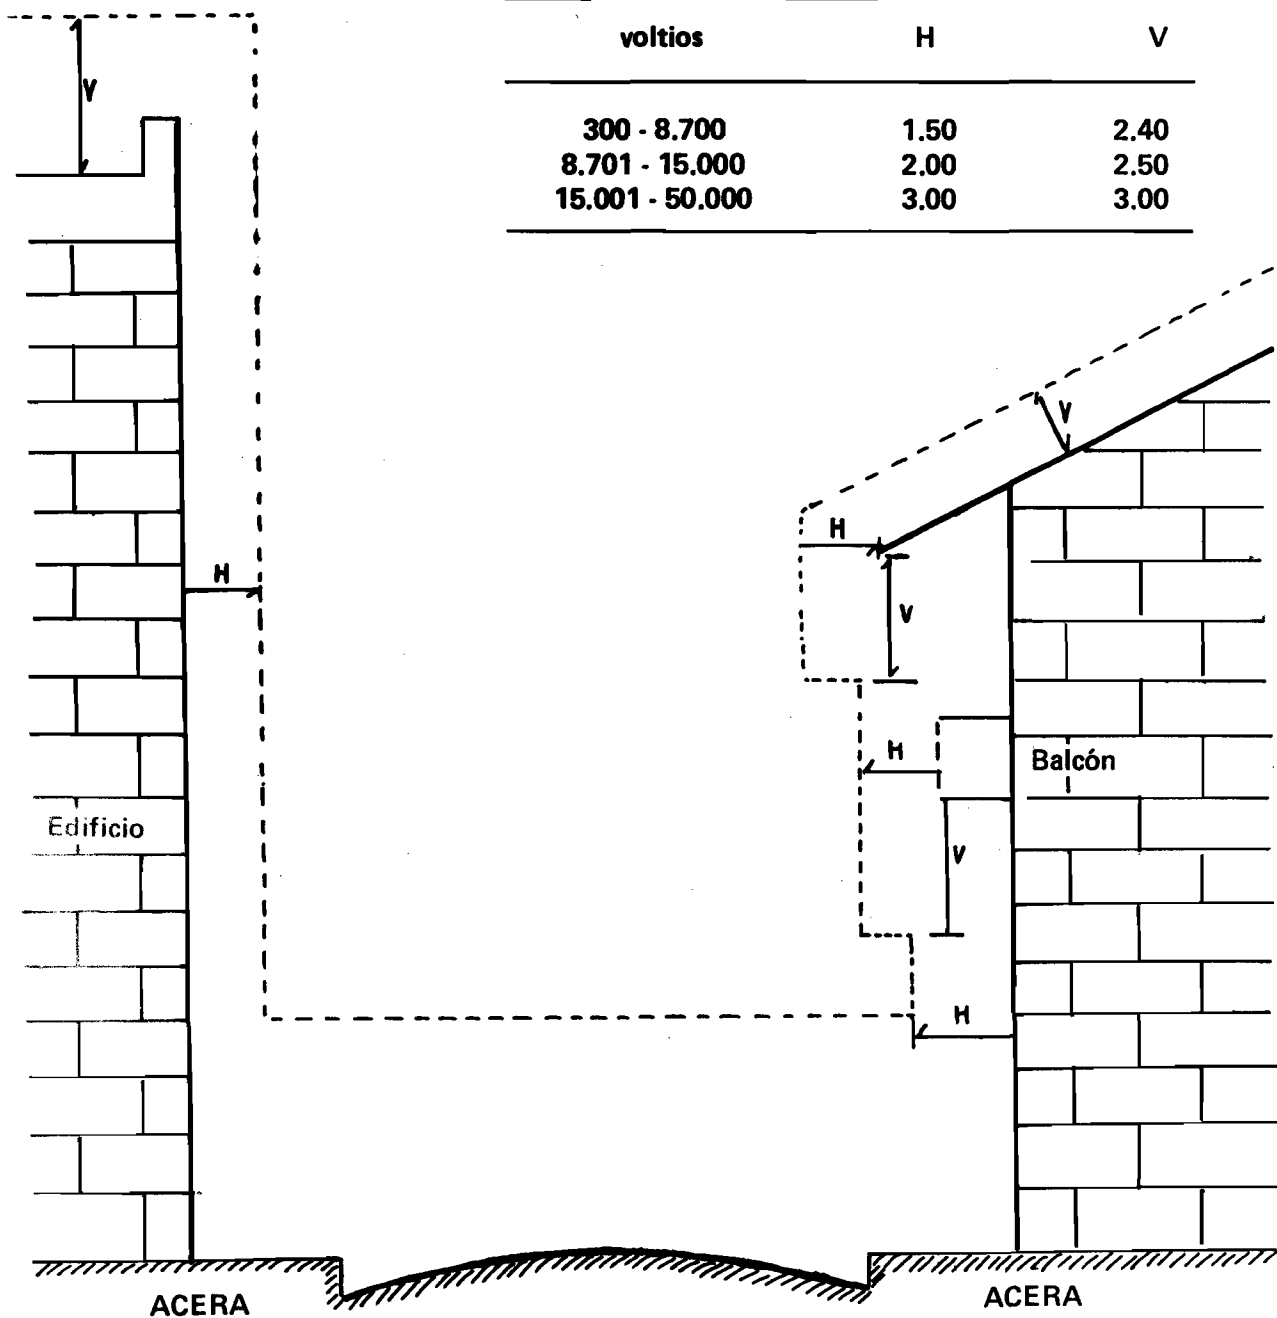 voltios H V
300 - 8.700 1.50 2.40
8.701 - 15.000 2.00 2.50
15.001 - 50.000 3.00 3.00
V
V
H
H
V
H
Balcón
Edificio
V
H
ACERA
ACERA